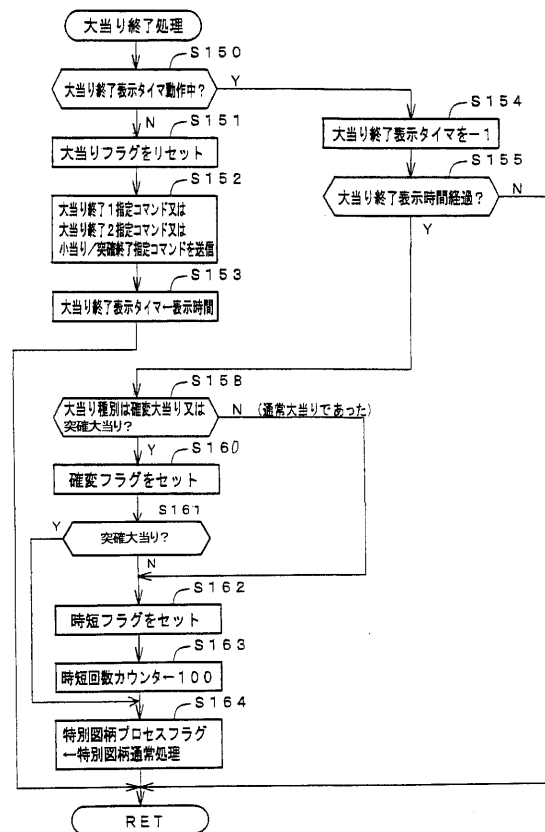 大当り終了処理
S150
大当り終了表示タイマ動作中?
Y
N
S151
大当りフラグをリセット
S152
大当り終了1指定コマンド又は
大当り終了2指定コマンド又は
小当り/突確終了指定コマンドを送信
S153
大当り終了表示タイマ←表示時間
S154
大当り終了表示タイマを-1
S155
大当り終了表示時間経過?
N
Y
S158
大当り種別は確変大当り又は
突確大当り?
N (通常大当りであった)
Y
S160
確変フラグをセット
S161
Y
突確大当り?
N
S162
時短フラグをセット
S163
時短回数カウンタ←100
S164
特別図柄プロセスフラグ
←特別図柄通常処理
RET